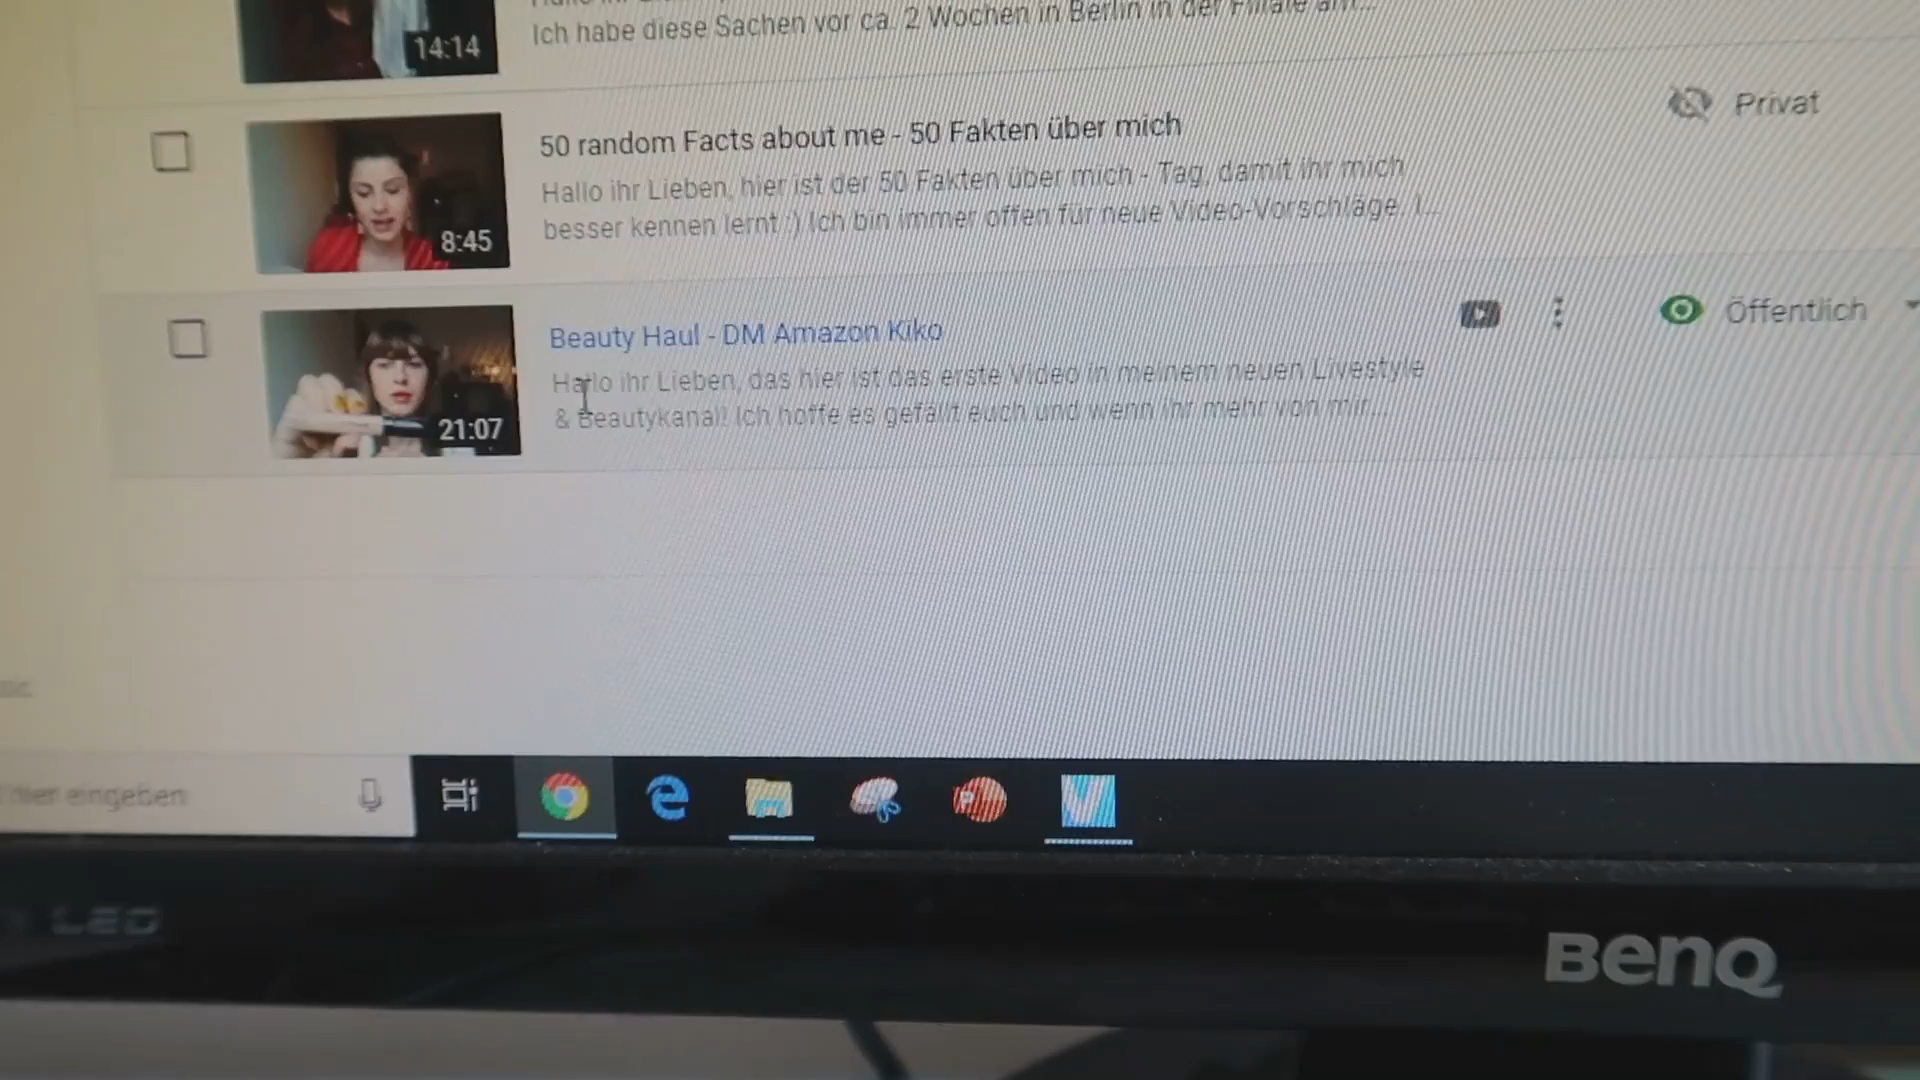 Ich habe diese Sachen vor ca. 2 Wochen in Berlin in der Filiale am...
14:14
50 random Facts about me - 50 Fakten über mich
Privat
Hallo ihr Lieben, hier ist der 50 Fakten über mich - Tag, damit ihr mich
besser kennen lernt :) Ich bin immer offen für neue Video-Vorschläge. I...
8:45
Beauty Haul - DM Amazon Kiko
Öffentlich
Hallo ihr Lieben, das hier ist das erste Video in meinem neuen Livestyle
& Beautykanal! Ich hoffe es gefällt euch und wenn ihr mehr von mir
21:07
hier eingeben
LED
BenQ